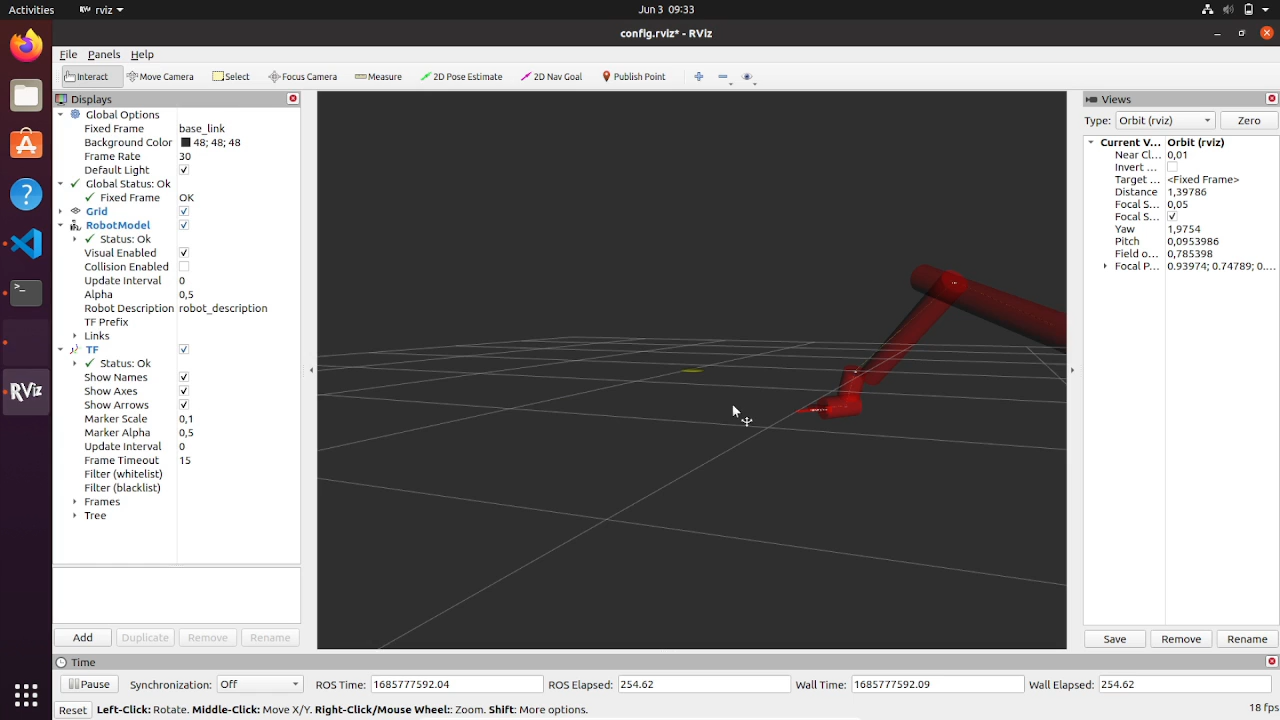 Activities
rviz
Jun 3 09:33
config.rviz* - RViz
File Panels Help
Interact Move Camera Select Focus Camera Measure 2D Pose Estimate 2D Nav Goal Publish Point
Displays
Global Options
Fixed Frame base_link
Background Color 48; 48; 48
Frame Rate 30
Default Light
Global Status: Ok
Fixed Frame OK
Grid
RobotModel
Status: Ok
Visual Enabled
Collision Enabled
Update Interval 0
Alpha 0,5
Robot Description robot_description
TF Prefix
Links
TF
Status: Ok
Show Names
Show Axes
Show Arrows
Marker Scale 0,1
Marker Alpha 0,5
Update Interval 0
Frame Timeout 15
Filter (whitelist)
Filter (blacklist)
Frames
Tree
Add Duplicate Remove Rename
RViz
Views
Type: Orbit (rviz) Zero
Current V... Orbit (rviz)
Near Cl... 0,01
Invert ...
Target ... <Fixed Frame>
Distance 1,39786
Focal S... 0,05
Focal S...
Yaw 1,9754
Pitch 0,0953986
Field o... 0,785398
Focal P... 0.93974; 0.74789; 0....
Save Remove Rename
Time
Pause Synchronization: Off ROS Time: 1685777592.04 ROS Elapsed: 254.62 Wall Time: 1685777592.09 Wall Elapsed: 254.62
Reset Left-Click: Rotate. Middle-Click: Move X/Y. Right-Click/Mouse Wheel:: Zoom. Shift: More options. 18 fps